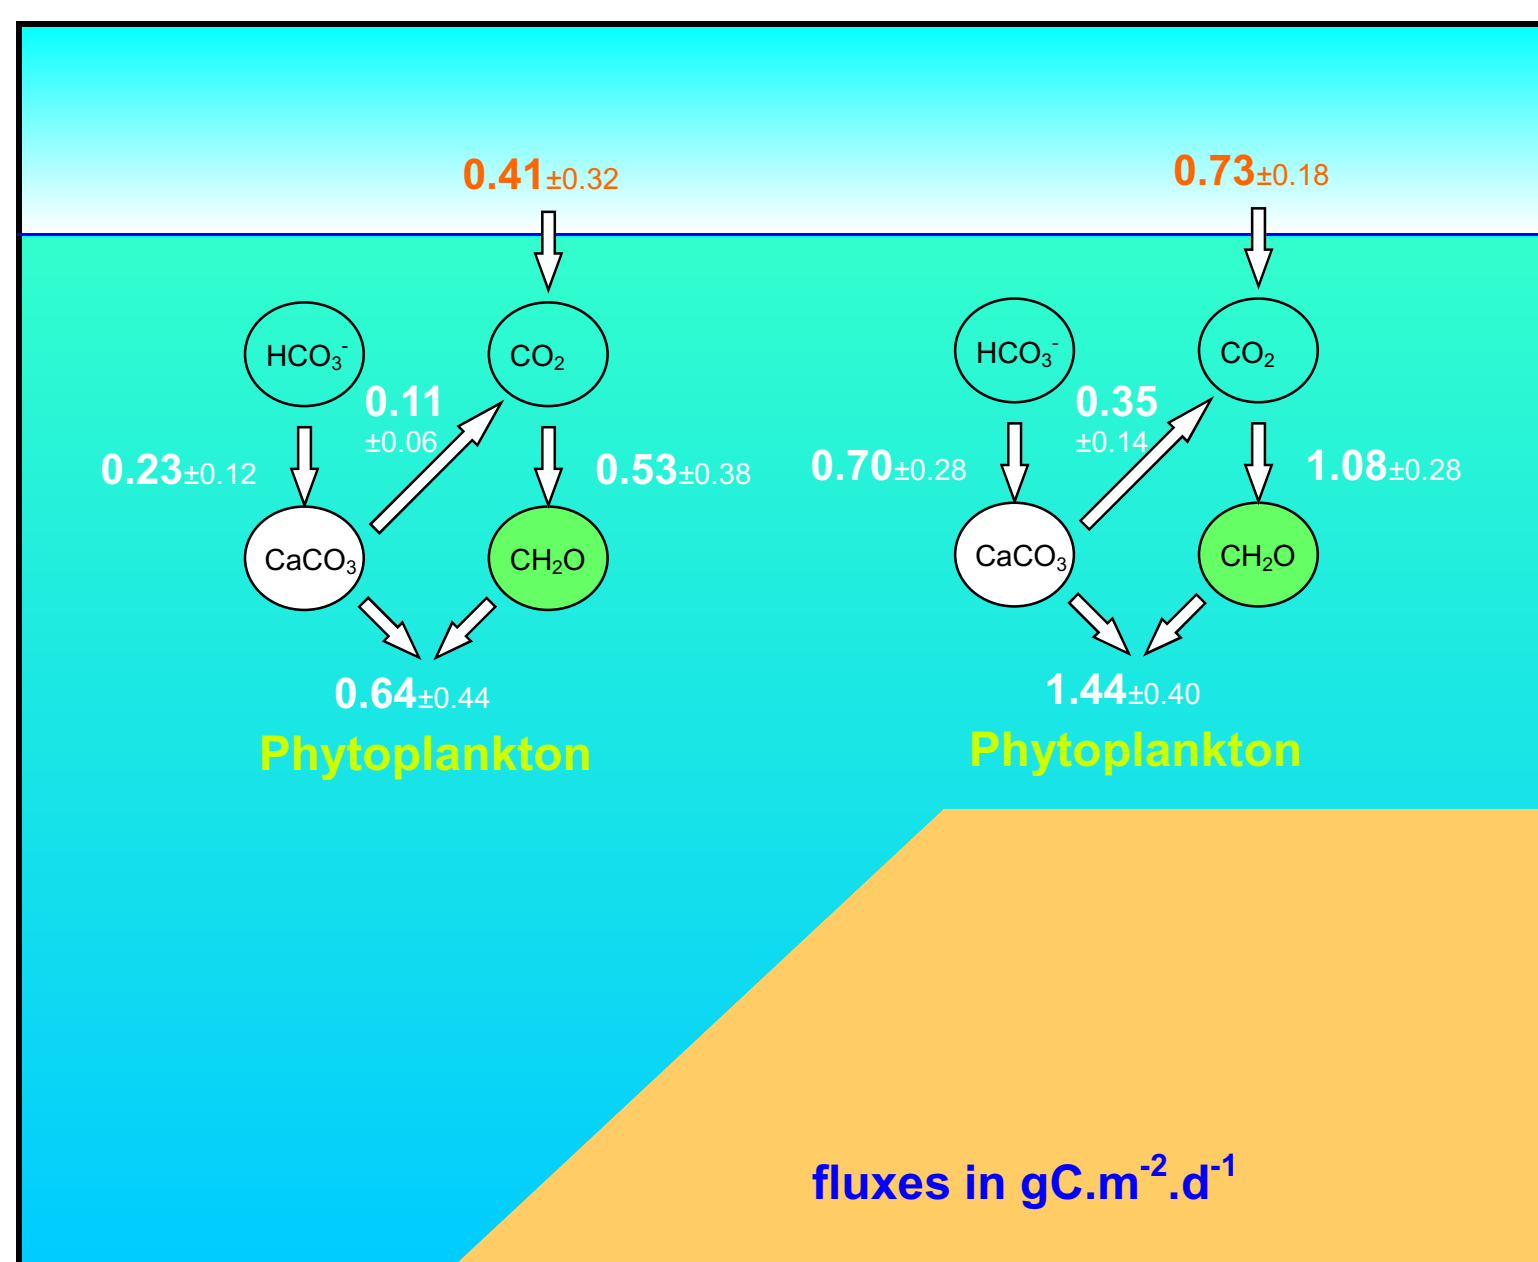 0.41±0.32
0.73±0.18
HCO₃⁻
CO₂
HCO₃⁻
CO₂
0.11
±0.06
0.35
±0.14
0.23±0.12
0.53±0.38
0.70±0.28
1.08±0.28
CaCO₃
CH₂O
CaCO₃
CH₂O
0.64±0.44
1.44±0.40
Phytoplankton
Phytoplankton
fluxes in gC.m⁻².d⁻¹